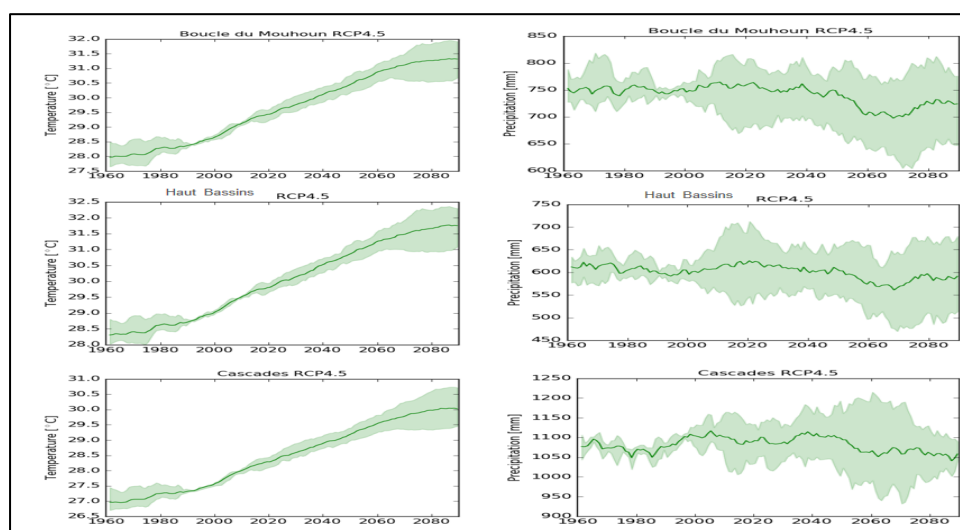 Boucle du Mouhoun RCP4.5
Temperature [°C]
32.0
31.5
31.0
30.5
30.0
29.5
29.0
28.5
28.0
27.5
1960 1980 2000 2020 2040 2060 2080
Boucle du Mouhoun RCP4.5
Precipitation [mm]
850
800
750
700
650
600
1960 1980 2000 2020 2040 2060 2080
Haut Bassins RCP4.5
Temperature [°C]
32.5
32.0
31.5
31.0
30.5
30.0
29.5
29.0
28.5
28.0
1960 1980 2000 2020 2040 2060 2080
Haut Bassins RCP4.5
Precipitation [mm]
750
700
650
600
550
500
450
1960 1980 2000 2020 2040 2060 2080
Cascades RCP4.5
Temperature [°C]
31.0
30.5
30.0
29.5
29.0
28.5
28.0
27.5
27.0
26.5
1960 1980 2000 2020 2040 2060 2080
Cascades RCP4.5
Precipitation [mm]
1250
1200
1150
1100
1050
1000
950
900
1960 1980 2000 2020 2040 2060 2080